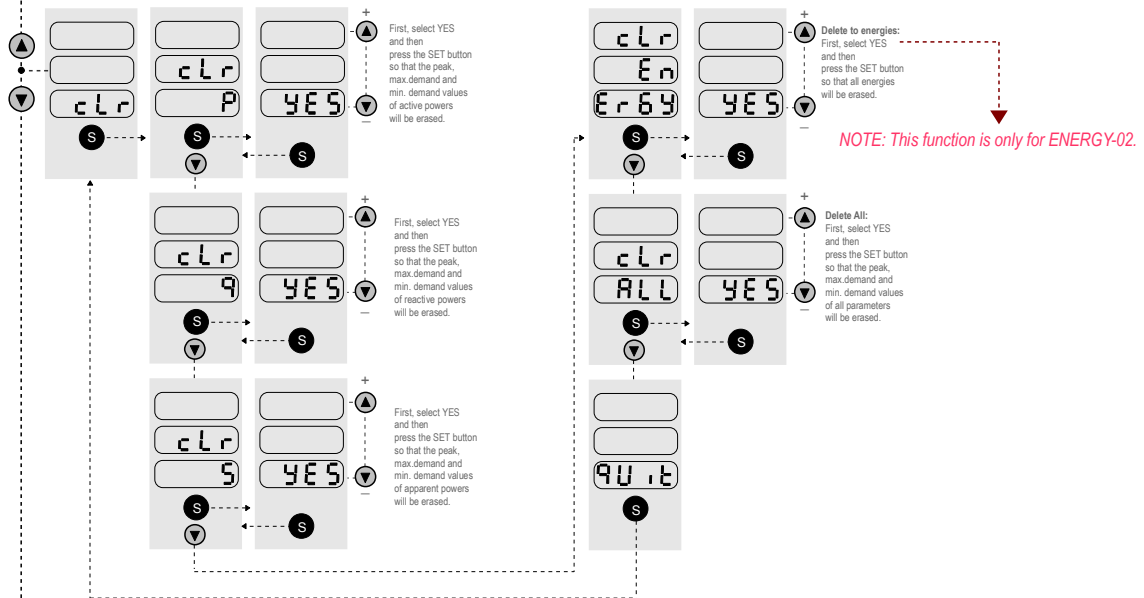 cLr
S
cLr
P
S
YES
S
+
–
First, select YES
and then
press the SET button
so that the peak,
max.demand and
min. demand values
of active powers
will be erased.
cLr
q
S
YES
S
+
–
First, select YES
and then
press the SET button
so that the peak,
max.demand and
min. demand values
of reactive powers
will be erased.
cLr
S
S
YES
S
+
–
First, select YES
and then
press the SET button
so that the peak,
max.demand and
min. demand values
of apparent powers
will be erased.
cLr
En
ErGY
S
YES
S
+
–
Delete to energies:
First, select YES
and then
press the SET button
so that all energies
will be erased.
NOTE: This function is only for ENERGY-02.
cLr
ALL
S
YES
S
+
–
Delete All:
First, select YES
and then
press the SET button
so that the peak,
max.demand and
min. demand values
of all parameters
will be erased.
qUit
S